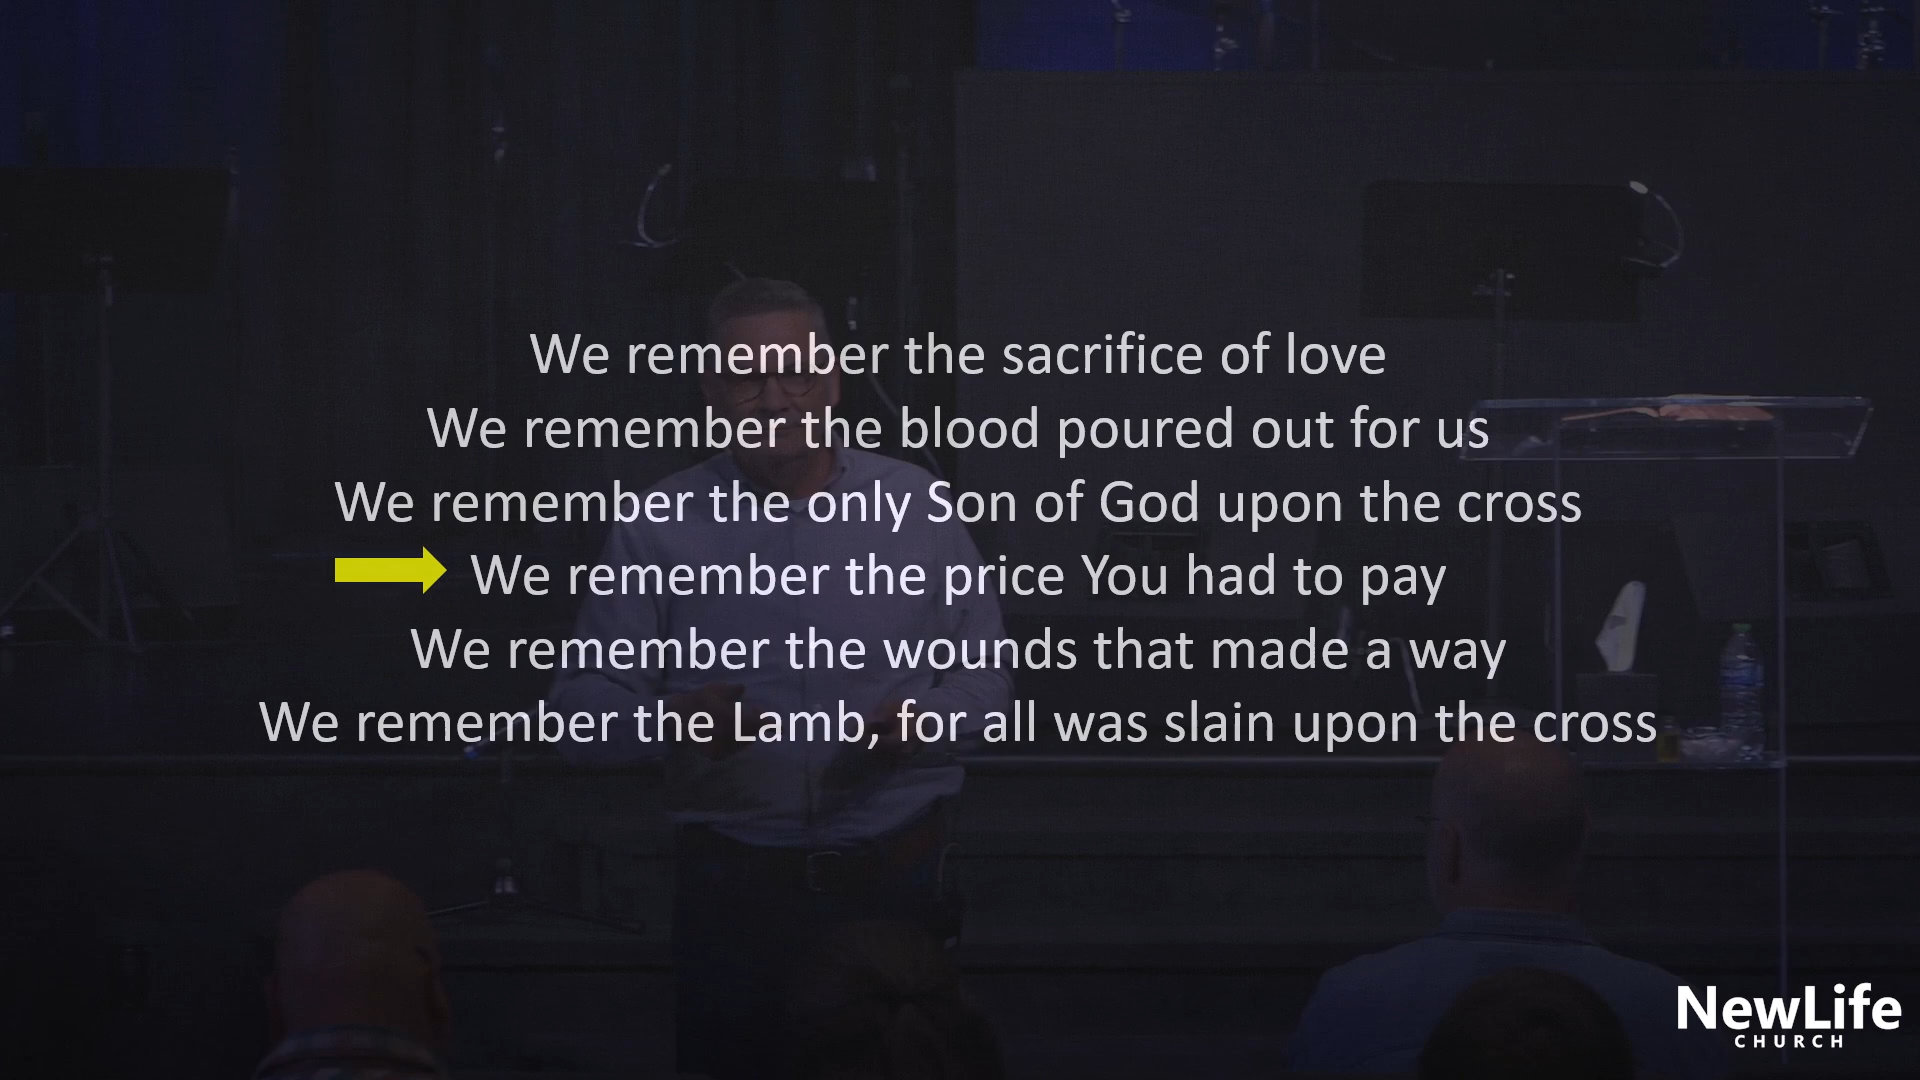 We remember the sacrifice of love
We remember the blood poured out for us
We remember the only Son of God upon the cross
We remember the price You had to pay
We remember the wounds that made a way
We remember the Lamb, for all was slain upon the cross
NewLife
CHURCH